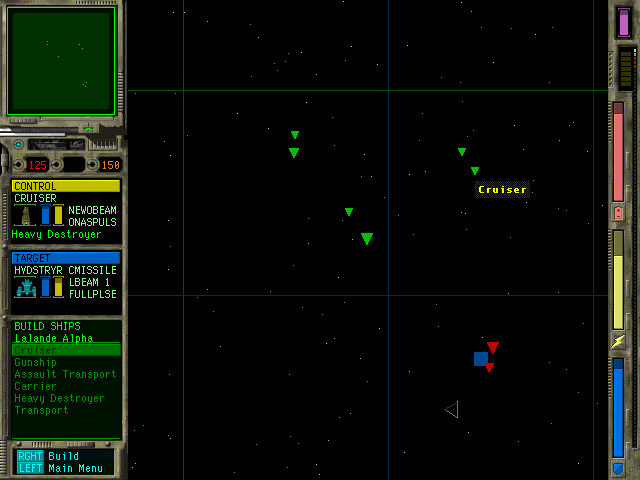 125 150
CONTROL
CRUISER
NEWOBEAM
ONASPULS
Heavy Destroyer
TARGET
HVDSTRYR CMISSILE
LBEAM 1
FULLPLSE
BUILD SHIPS
Lalande Alpha
Cruiser
Gunship
Assault Transport
Carrier
Heavy Destroyer
Transport
RGHT Build
LEFT Main Menu
Cruiser